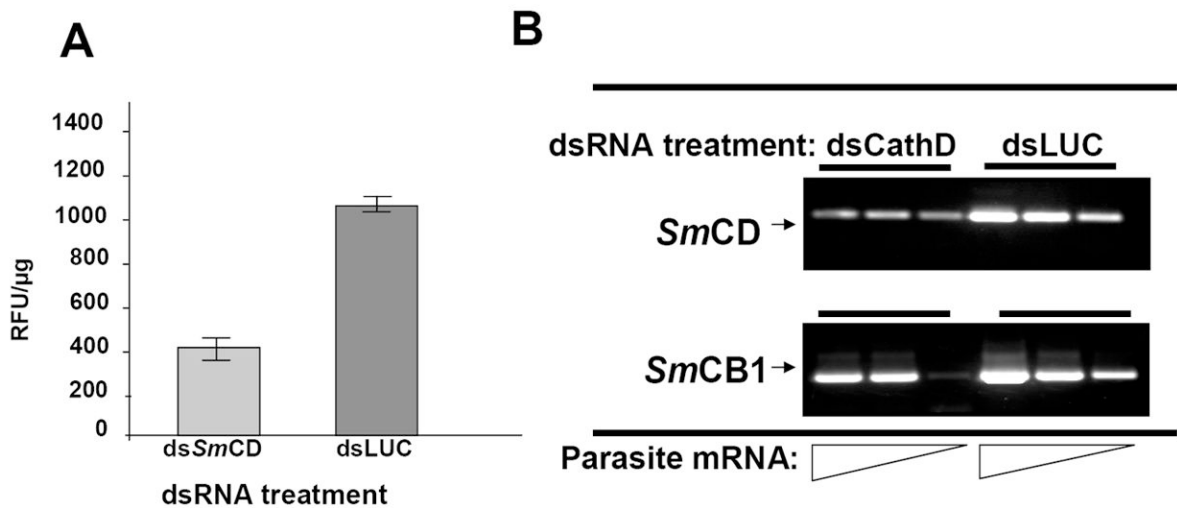 A
1400
1200
1000
800
600
400
200
0
RFU/µg
dsSmCD
dsLUC
dsRNA treatment
B
dsRNA treatment: dsCathD dsLUC
SmCD
SmCB1
Parasite mRNA: